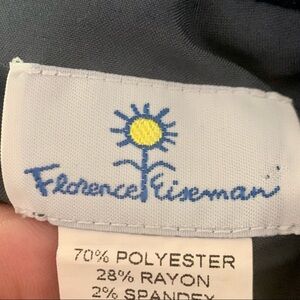 Florence Eiseman
70% POLYESTER
28% RAYON
2% SPANDEX